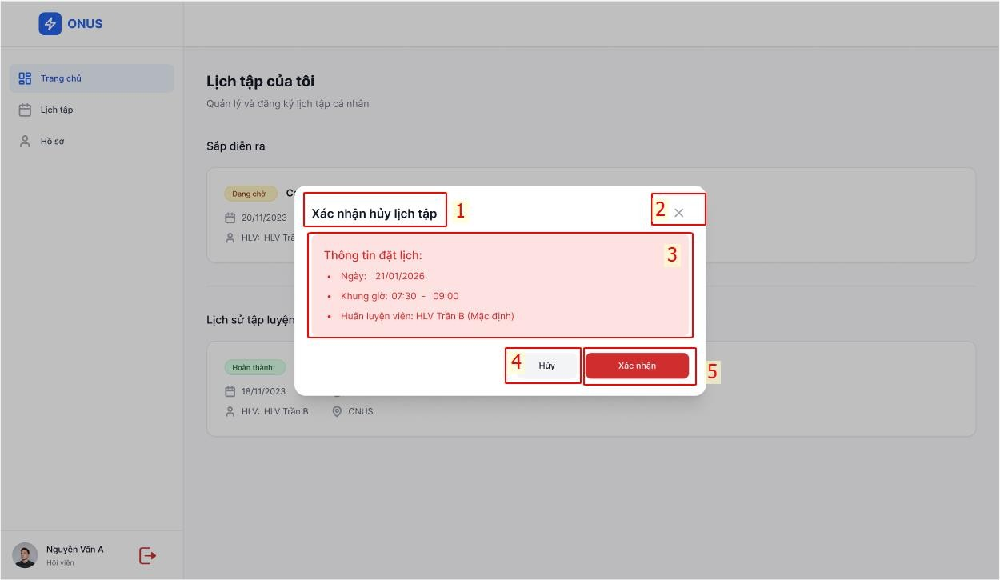 ONUS
Trang chủ
Lịch tập
Hồ sơ
Lịch tập của tôi
Quản lý và đăng ký lịch tập cá nhân
Sắp diễn ra
Đang chờ
20/11/2023
HLV: HLV
Xác nhận hủy lịch tập
1
2
3
Thông tin đặt lịch:
• Ngày: 21/01/2026
• Khung giờ: 07:30 - 09:00
• Huấn luyện viên: HLV Trần B (Mặc định)
4
Hủy
Xác nhận
5
Lịch sử tập luyện
Hoàn thành
18/11/2023
HLV: HLV Trần B
ONUS
Nguyễn Văn A
Hội viên